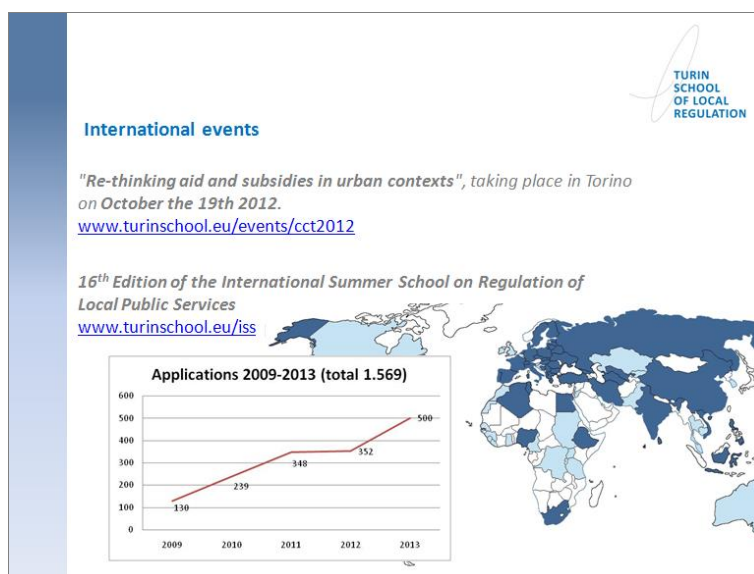 TURIN
SCHOOL
OF LOCAL
REGULATION
International events
"Re-thinking aid and subsidies in urban contexts", taking place in Torino
on October the 19th 2012.
www.turinschool.eu/events/cct2012
16th Edition of the International Summer School on Regulation of
Local Public Services
www.turinschool.eu/iss
Applications 2009-2013 (total 1.569)
600
500
400
300
200
100
0
130
239
348
352
500
2009 2010 2011 2012 2013